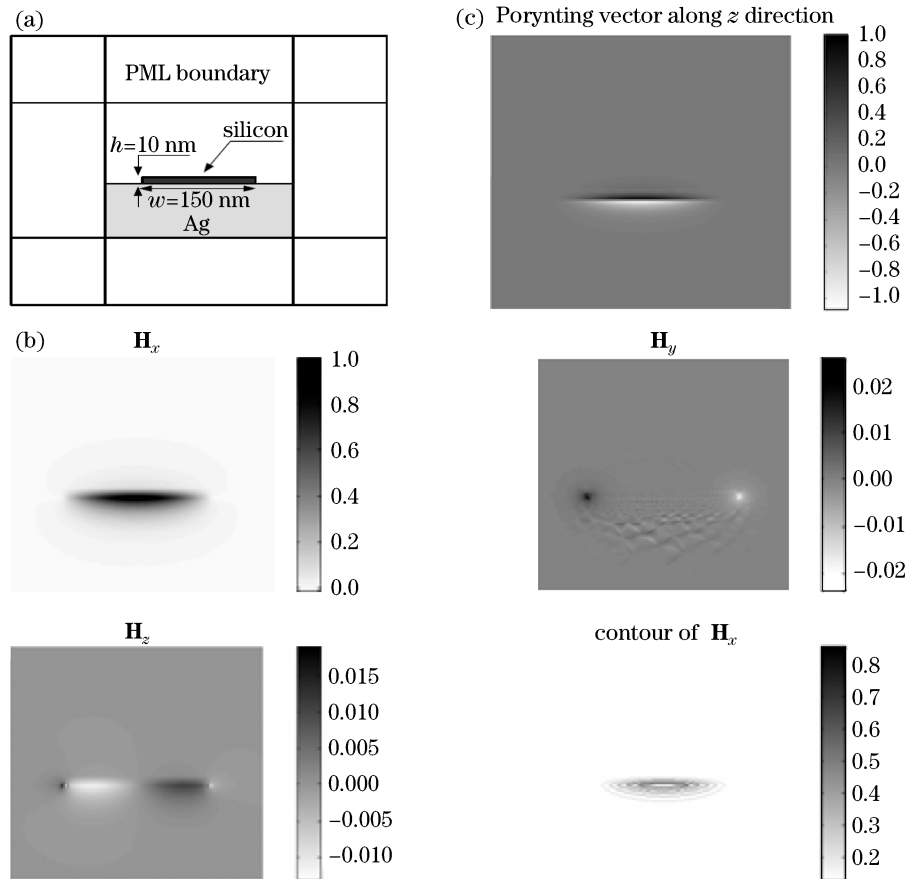 (a)
PML boundary
silicon
h=10 nm
w=150 nm
Ag
(c) Porynting vector along z direction
1.0
0.8
0.6
0.4
0.2
0.0
−0.2
−0.4
−0.6
−0.8
−1.0
(b)
Hx
1.0
0.8
0.6
0.4
0.2
0.0
Hy
0.02
0.01
0.00
−0.01
−0.02
Hz
0.015
0.010
0.005
0.000
−0.005
−0.010
contour of Hx
0.8
0.7
0.6
0.5
0.4
0.3
0.2